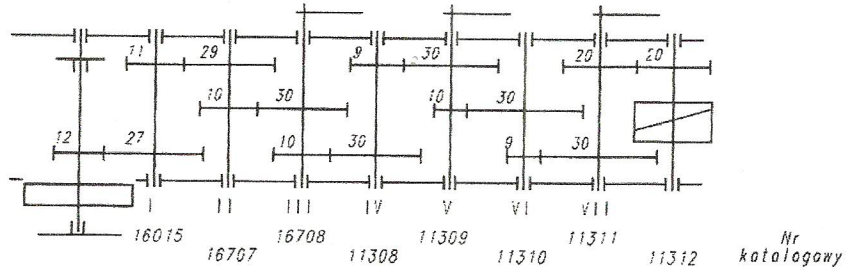 11 29 9 30 20 20
10 30 10 30
12 27 10 30 9 30
I II III IV V VI VII
16015 16708 11309 11311 Nr
16707 11308 11310 11312 katalogowy